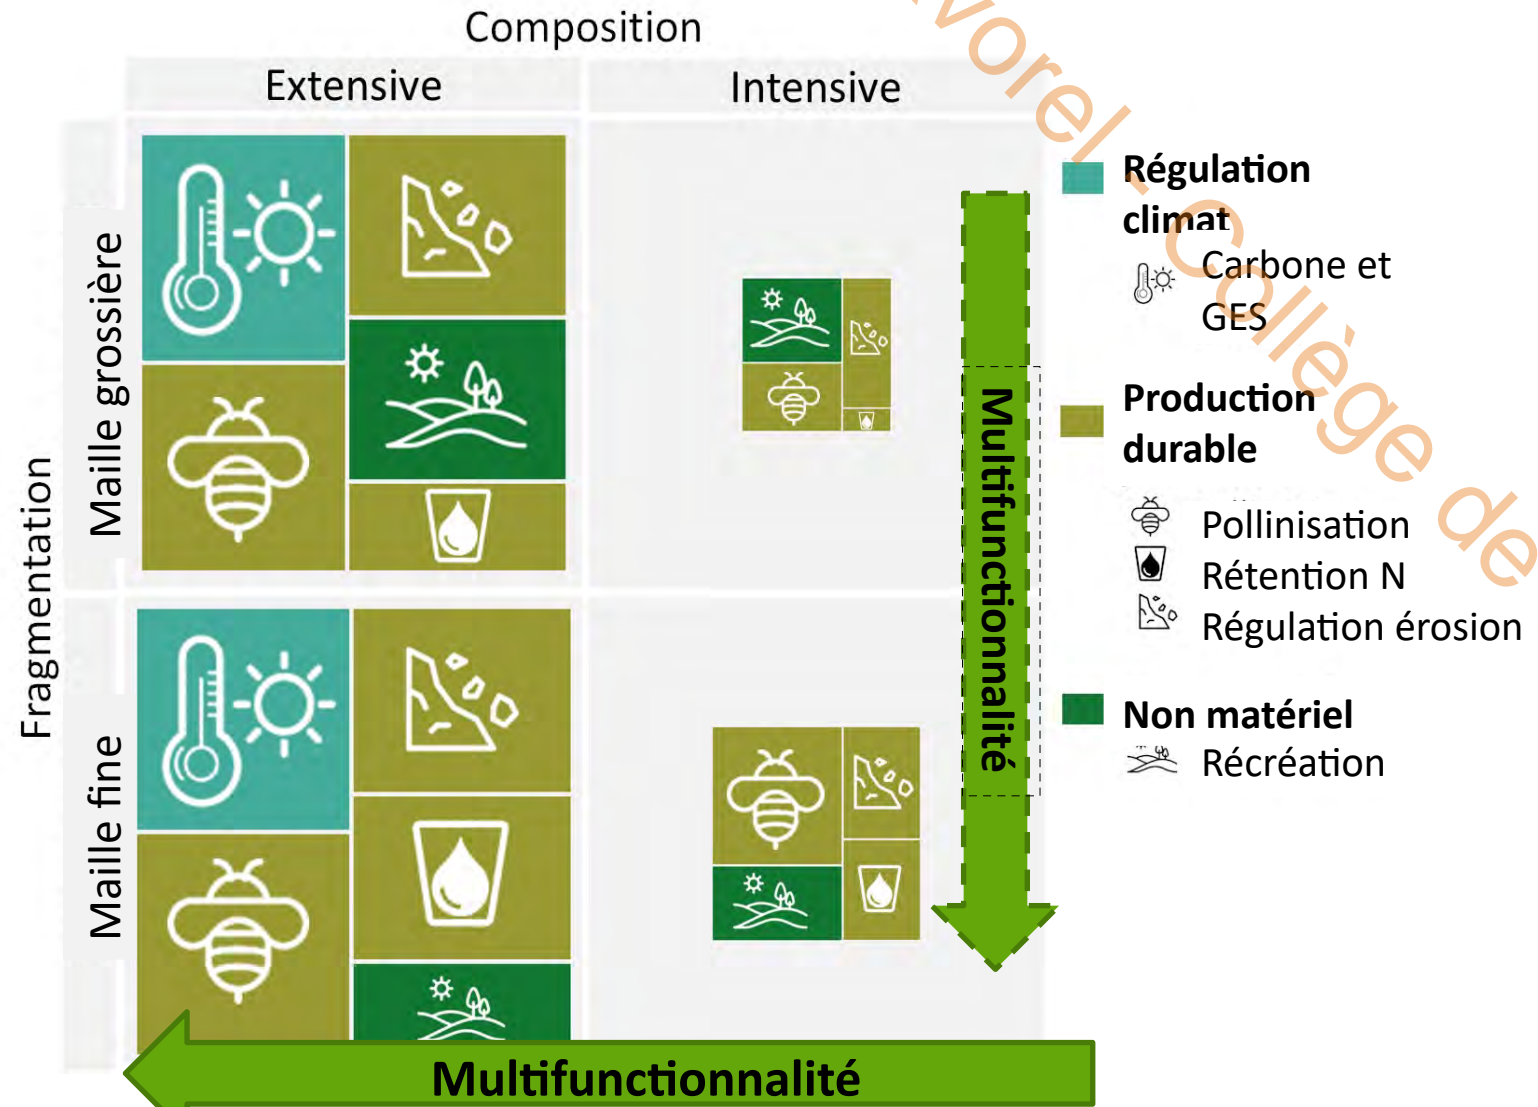 Composition
Extensive
Intensive
Fragmentation
Maille grossière
Maille fine
Multifunctionnalité
Multifunctionnalité
Régulation
climat
Carbone et
GES
Production
durable
Pollinisation
Rétention N
Régulation érosion
Non matériel
Récréation
vorel - Collège de